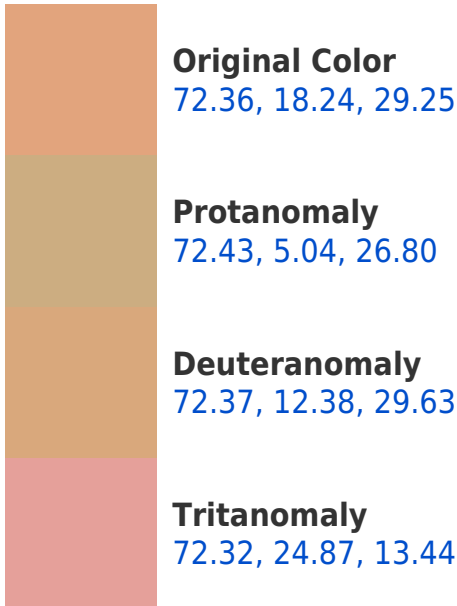 Original Color
72.36, 18.24, 29.25
Protanomaly
72.43, 5.04, 26.80
Deuteranomaly
72.37, 12.38, 29.63
Tritanomaly
72.32, 24.87, 13.44